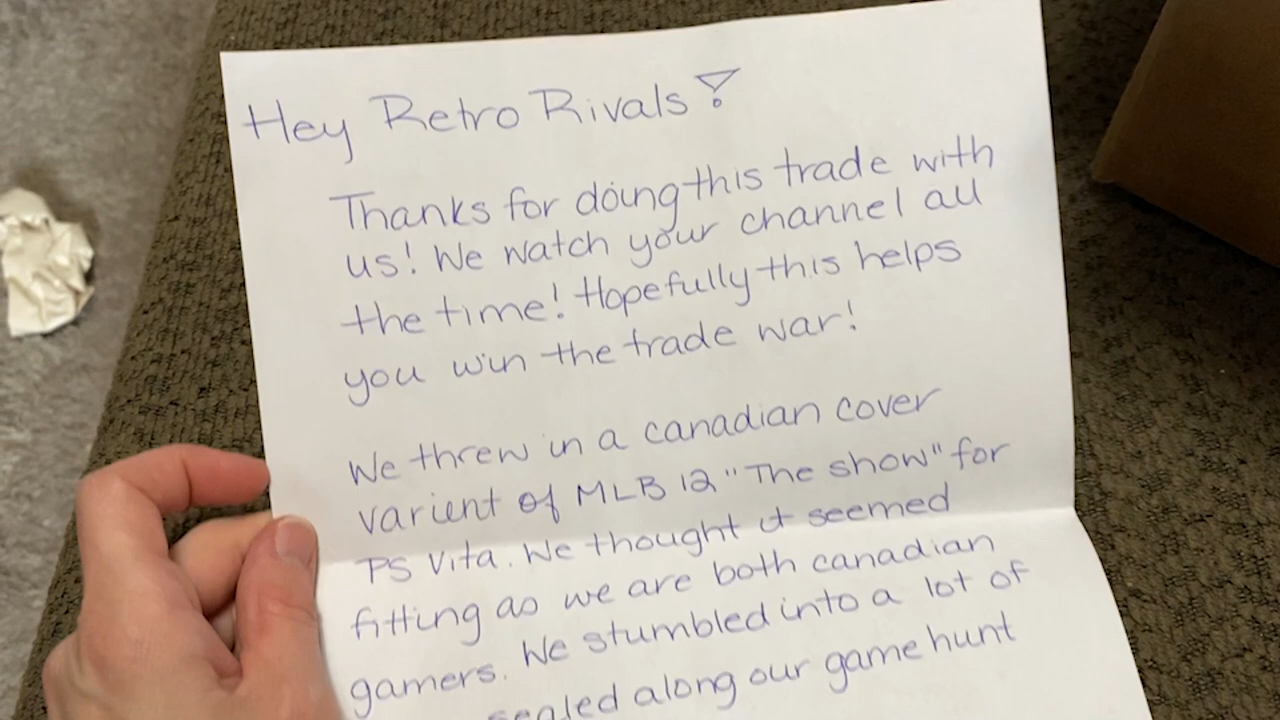 Hey Retro Rivals!
Thanks for doing this trade with
us! We watch your channel all
the time! Hopefully this helps
you win the trade war!
We threw in a canadian cover
varient of MLB 12 "The show" for
PS Vita. We thought it seemed
fitting as we are both canadian
gamers. We stumbled into a lot of
sealed along our game hunt